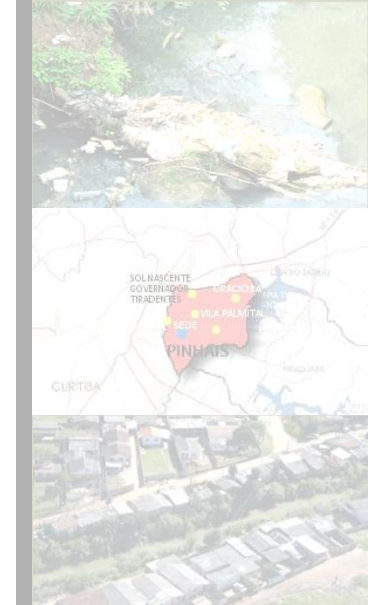 SOL NASCENTE
GOVERNADOR
TIRADENTES
GRACIOSA
VILA PALMITAL
SEDE
PINHAIS
CURITIBA